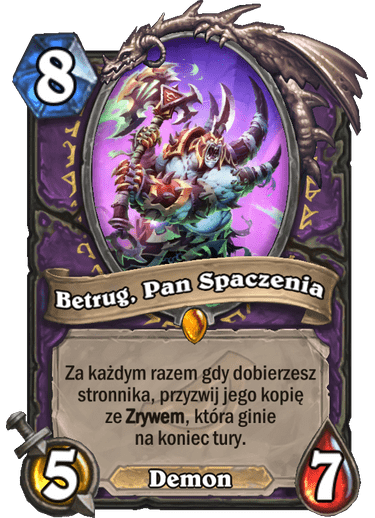 8
Betrug, Pan Spaczenia
Za każdym razem gdy dobierzesz
stronnika, przyzwij jego kopię
ze Zrywem, która ginie
na koniec tury.
5
Demon
7